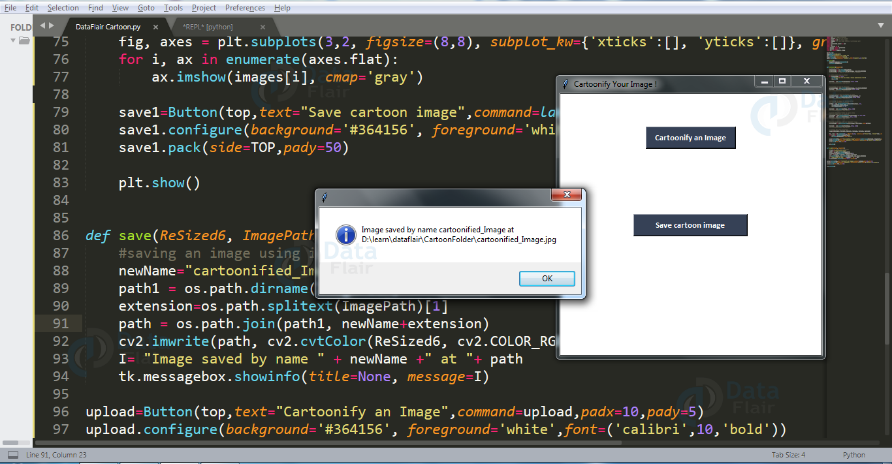 File Edit Selection Find View Goto Tools Project Preferences Help
FOLD
DataFlair Cartoon.py × *REPL* [python] ×
75 fig, axes = plt.subplots(3,2, figsize=(8,8), subplot_kw={'xticks':[], 'yticks':[]}, gr
76 for i, ax in enumerate(axes.flat):
77 ax.imshow(images[i], cmap='gray')
78
79 save1=Button(top,text="Save cartoon image",command=la
80 save1.configure(background='#364156', foreground='whi
81 save1.pack(side=TOP,pady=50)
82
83 plt.show()
84
85
86 def save(ReSized6, ImagePath
87 #saving an image using i
88 newName="cartoonified_Im
89 path1 = os.path.dirname(
90 extension=os.path.splitext(ImagePath)[1]
91 path = os.path.join(path1, newName+extension)
92 cv2.imwrite(path, cv2.cvtColor(ReSized6, cv2.COLOR_RG
93 I= "Image saved by name " + newName +" at "+ path
94 tk.messagebox.showinfo(title=None, message=I)
95
96 upload=Button(top,text="Cartoonify an Image",command=upload,padx=10,pady=5)
97 upload.configure(background='#364156', foreground='white',font=('calibri',10,'bold'))
Cartoonify Your Image !
Cartoonify an Image
Save cartoon image
Image saved by name cartoonified_Image at
D:\learn\dataflair\CartoonFolder\cartoonified_Image.jpg
OK
Data
Flair
Data
Flair
Data
Flair
Data
Flair
Line 91, Column 23 Tab Size: 4 Python